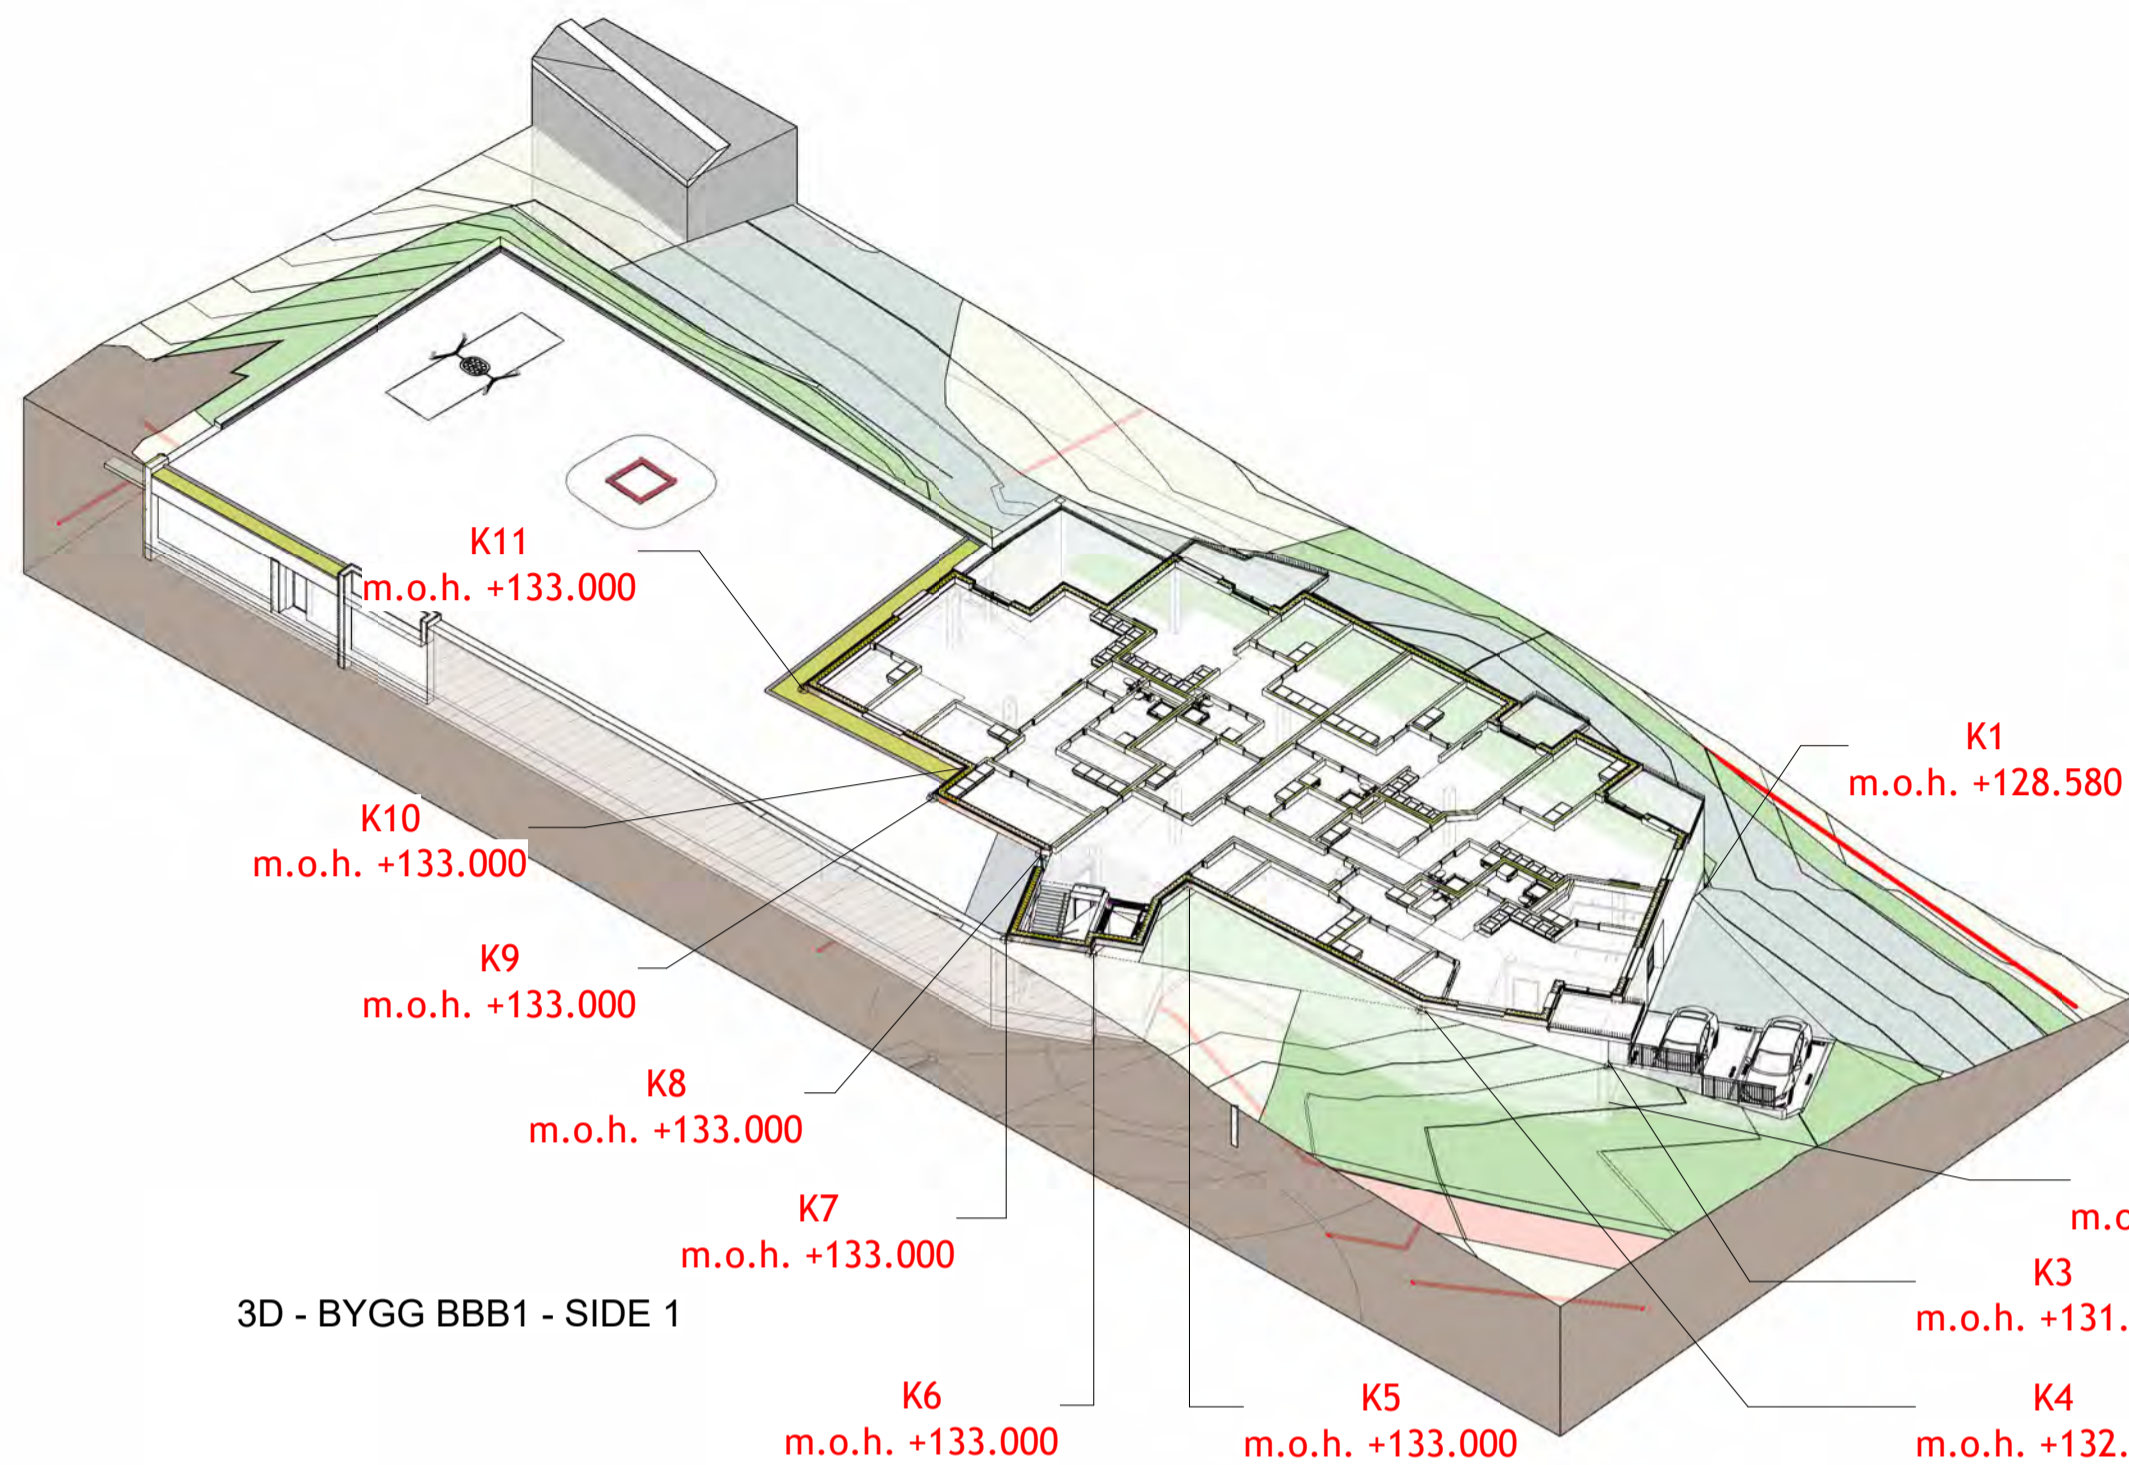 K11
m.o.h. +133.000
K1
m.o.h. +128.580
K10
m.o.h. +133.000
K9
m.o.h. +133.000
K8
m.o.h. +133.000
K7
m.o.h. +133.000
m.o
K3
m.o.h. +131.
3D - BYGG BBB1 - SIDE 1
K6
m.o.h. +133.000
K5
m.o.h. +133.000
K4
m.o.h. +132.